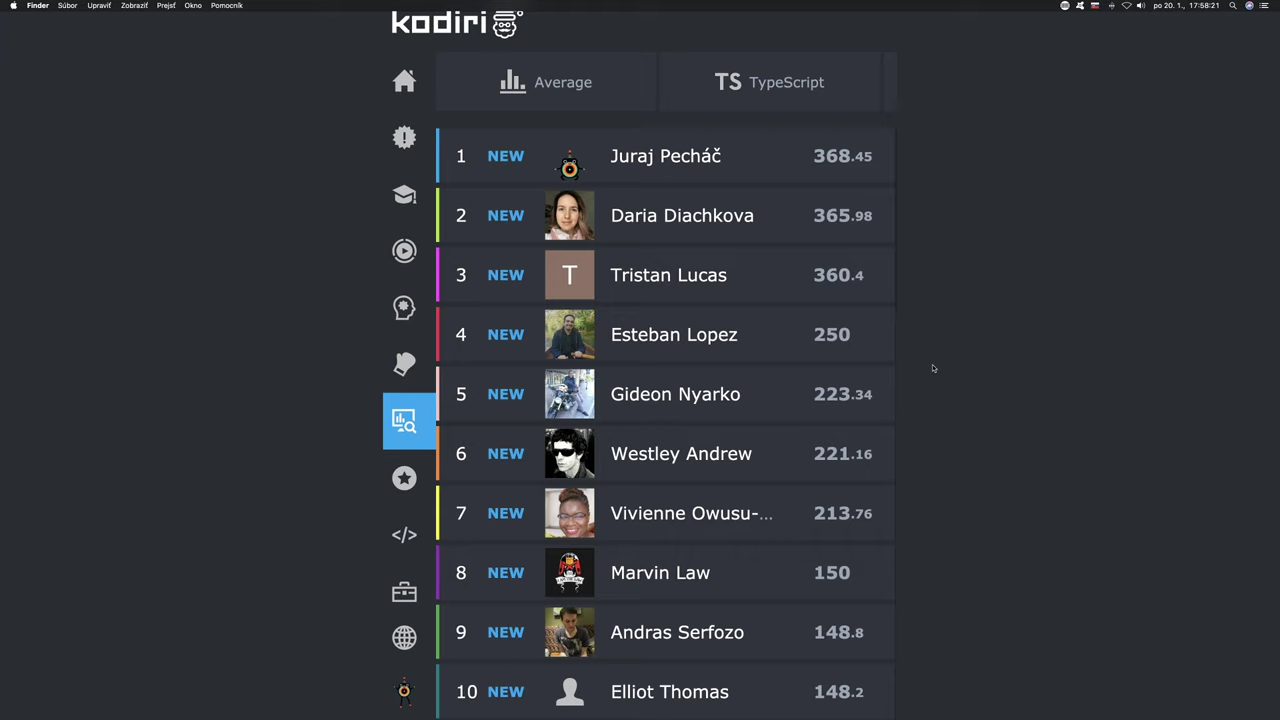 Finder Súbor Upraviť Zobraziť Prejsť Okno Pomocník po 20. 1., 17:58:21
kodiri
Average TS TypeScript
1 NEW Juraj Pecháč 368.45
2 NEW Daria Diachkova 365.98
3 NEW T Tristan Lucas 360.4
4 NEW Esteban Lopez 250
5 NEW Gideon Nyarko 223.34
6 NEW Westley Andrew 221.16
7 NEW Vivienne Owusu-... 213.76
8 NEW Marvin Law 150
9 NEW Andras Serfozo 148.8
10 NEW Elliot Thomas 148.2